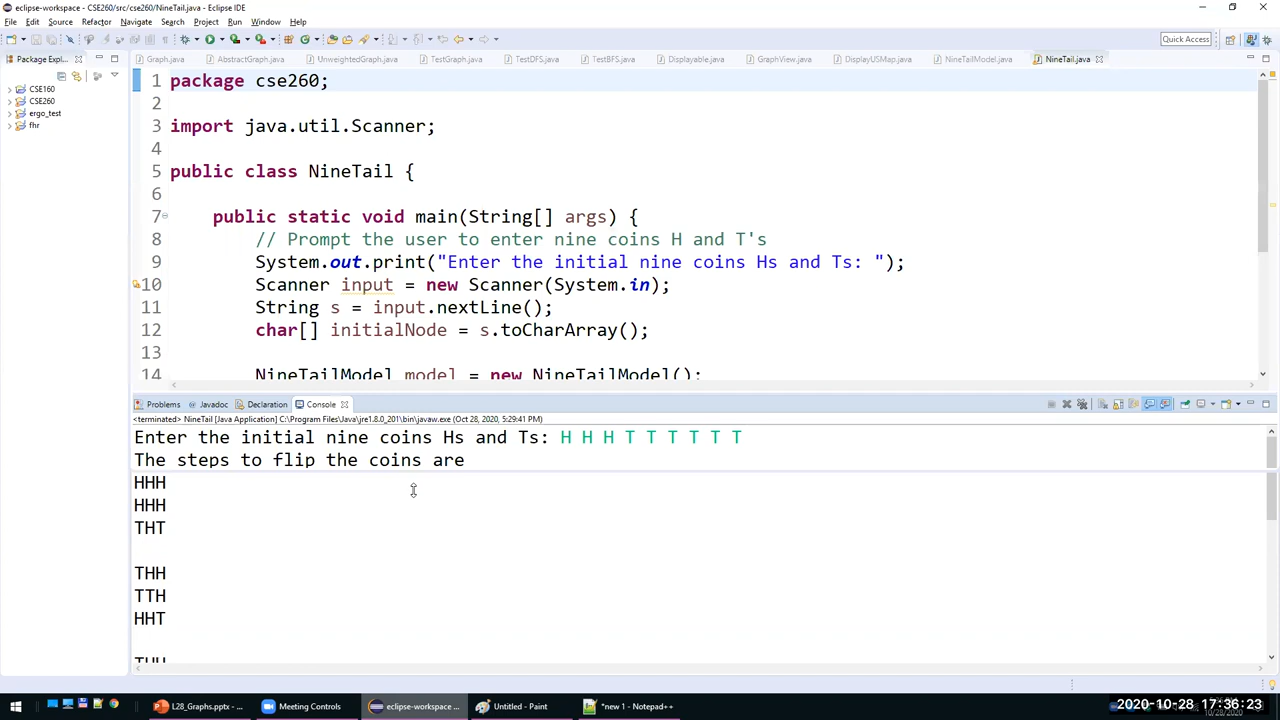 eclipse-workspace - CSE260/src/cse260/NineTail.java - Eclipse IDE
File Edit Source Refactor Navigate Search Project Run Window Help
Quick Access
Package Expl...
Graph.java AbstractGraph.java UnweightedGraph.java TestGraph.java TestDFS.java TestBFS.java Displayable.java GraphView.java DisplayUSMap.java NineTailModel.java NineTail.java
CSE160
CSE260
ergo_test
fhr
1 package cse260;
2
3 import java.util.Scanner;
4
5 public class NineTail {
6
7 public static void main(String[] args) {
8 // Prompt the user to enter nine coins H and T's
9 System.out.print("Enter the initial nine coins Hs and Ts: ");
10 Scanner input = new Scanner(System.in);
11 String s = input.nextLine();
12 char[] initialNode = s.toCharArray();
13
14 NineTailModel model = new NineTailModel();
Problems @ Javadoc Declaration Console
<terminated> NineTail [Java Application] C:\Program Files\Java\jre1.8.0_201\bin\javaw.exe (Oct 28, 2020, 5:29:41 PM)
Enter the initial nine coins Hs and Ts: H H H T T T T T T
The steps to flip the coins are
HHH
HHH
THT
THH
TTH
HHT
THH
L28_Graphs.pptx - ... Meeting Controls eclipse-workspace ... Untitled - Paint *new 1 - Notepad++
2020-10-28 17:36:23